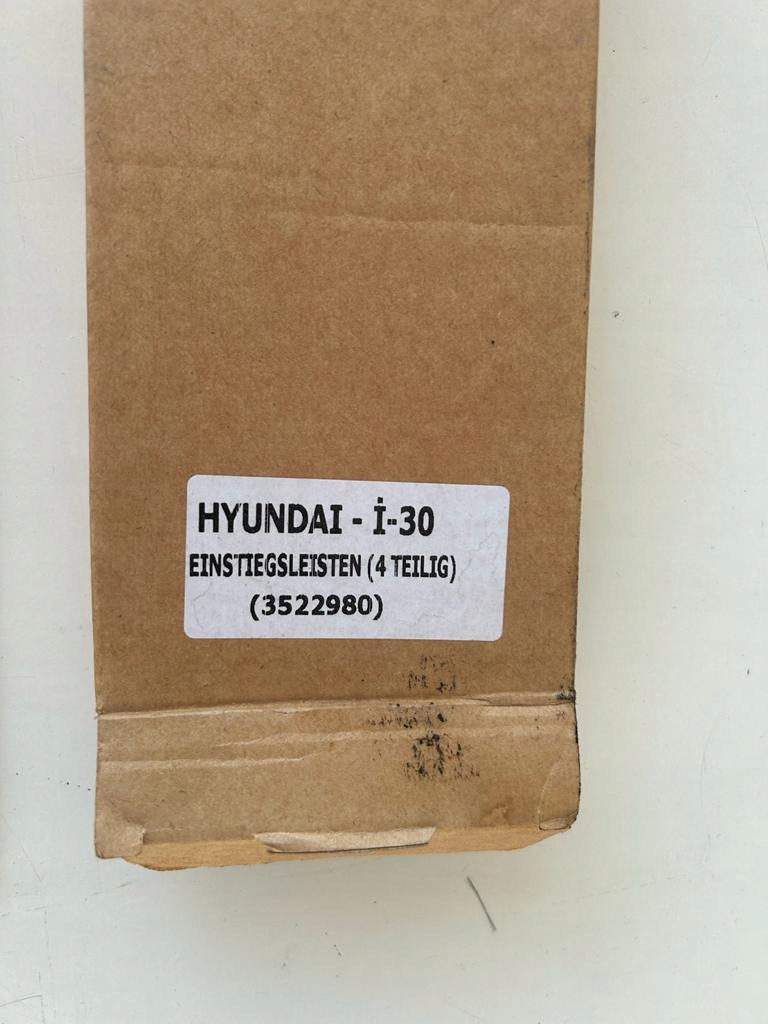 HYUNDAI - İ-30
EINSTIEGSLEISTEN (4 TEILIG)
(3522980)